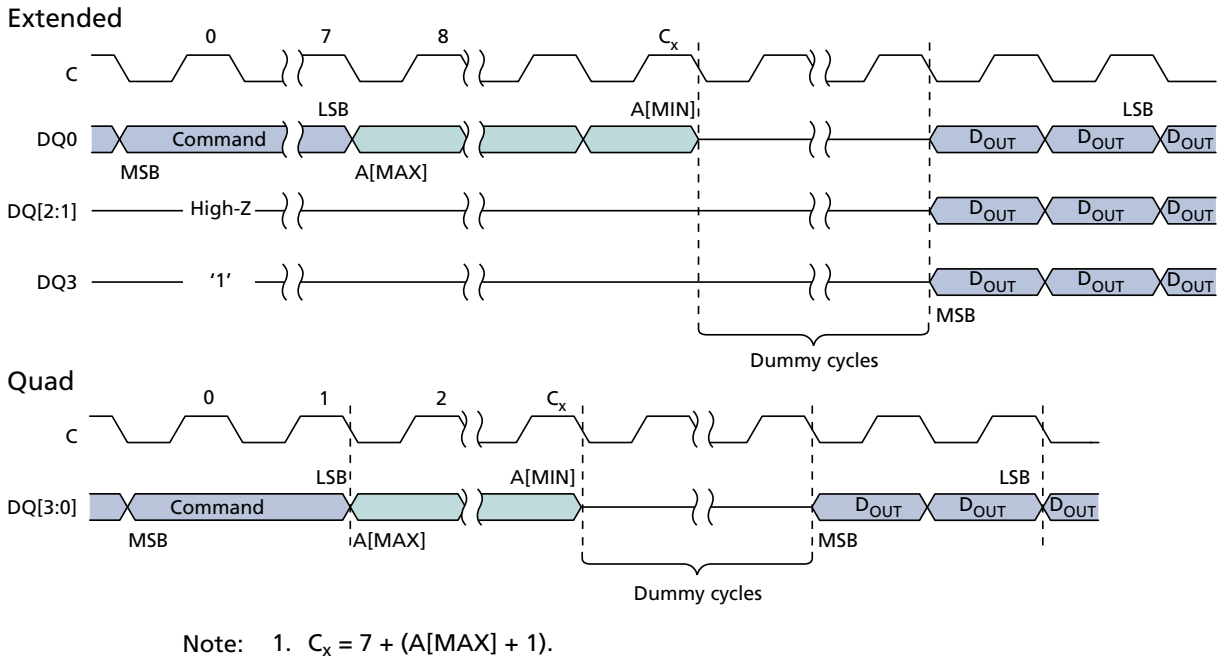 Extended
0 7 8 Cx
C
LSB A[MIN] LSB
DQ0 Command DOUT DOUT DOUT
MSB A[MAX]
DQ[2:1] High-Z DOUT DOUT DOUT
DQ3 '1' DOUT DOUT DOUT
MSB
Dummy cycles
Quad
0 1 2 Cx
C
LSB A[MIN] LSB
DQ[3:0] Command DOUT DOUT DOUT
MSB A[MAX] MSB
Dummy cycles
Note: 1. Cx = 7 + (A[MAX] + 1).